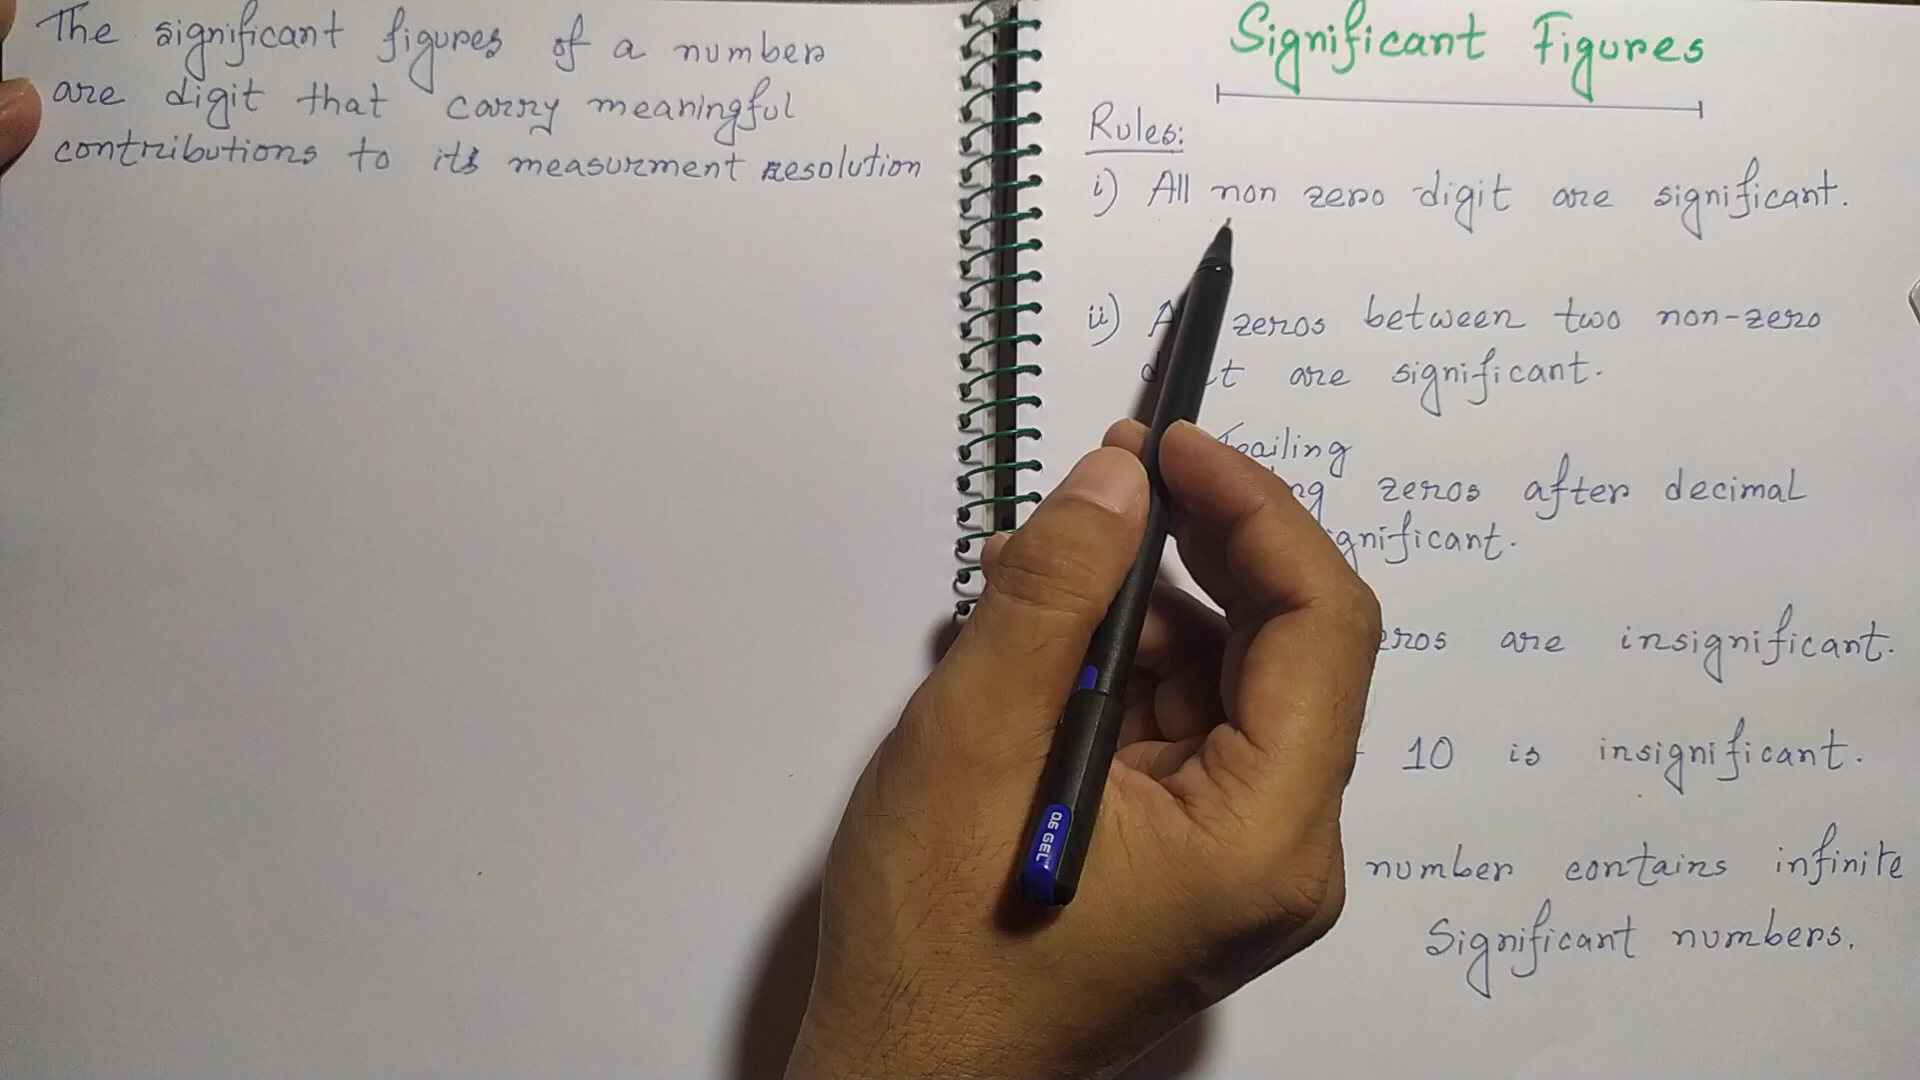 The significant figures of a number
are digit that carry meaningful
contributions to its measurment resolution
Significant Figures
Rules:
i) All non zero digit are significant.
ii) zeros between two non-zero
are significant.
zeros after decimal
are insignificant.
10 is insignificant.
number contains infinite
Significant numbers.
0.6 GEL